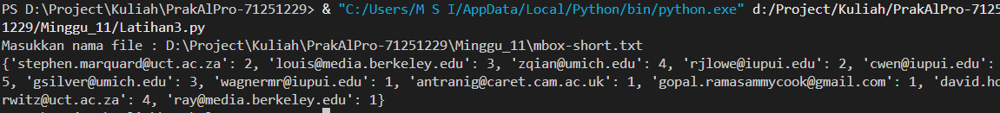 PS D:\Project\Kuliah\PrakAlPro-71251229> & "C:/Users/M S I/AppData/Local/Python/bin/python.exe" d:/Project/Kuliah/PrakAlPro-7125
1229/Minggu_11/Latihan3.py
Masukkan nama file : D:\Project\Kuliah\PrakAlPro-71251229\Minggu_11\mbox-short.txt
{'stephen.marquard@uct.ac.za': 2, 'louis@media.berkeley.edu': 3, 'zqian@umich.edu': 4, 'rjlowe@iupui.edu': 2, 'cwen@iupui.edu':
5, 'gsilver@umich.edu': 3, 'wagnermr@iupui.edu': 1, 'antranig@caret.cam.ac.uk': 1, 'gopal.ramasammycook@gmail.com': 1, 'david.ho
rwitz@uct.ac.za': 4, 'ray@media.berkeley.edu': 1}